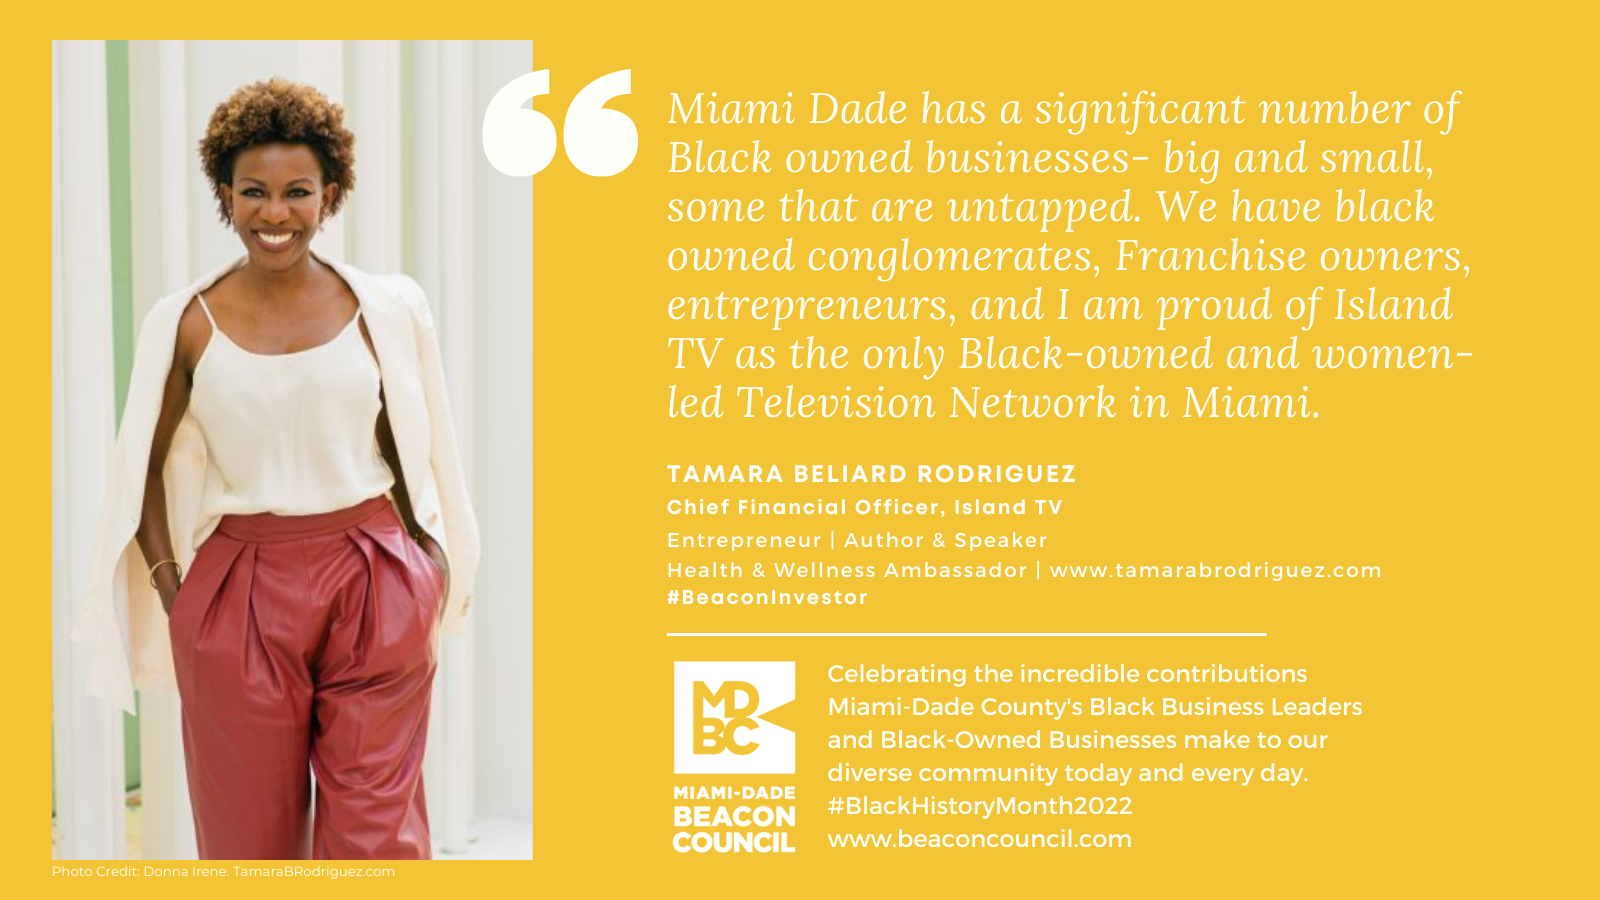 Miami Dade has a significant number of
Black owned businesses- big and small,
some that are untapped. We have black
owned conglomerates, Franchise owners,
entrepreneurs, and I am proud of Island
TV as the only Black-owned and women-
led Television Network in Miami.
TAMARA BELIARD RODRIGUEZ
Chief Financial Officer, Island TV
Entrepreneur | Author & Speaker
Health & Wellness Ambassador | www.tamarabrodriguez.com
#BeaconInvestor
MD
BC
MIAMI-DADE
BEACON
COUNCIL
Celebrating the incredible contributions
Miami-Dade County's Black Business Leaders
and Black-Owned Businesses make to our
diverse community today and every day.
#BlackHistoryMonth2022
www.beaconcouncil.com
Photo Credit: Donna Irene. TamaraBRodriguez.com